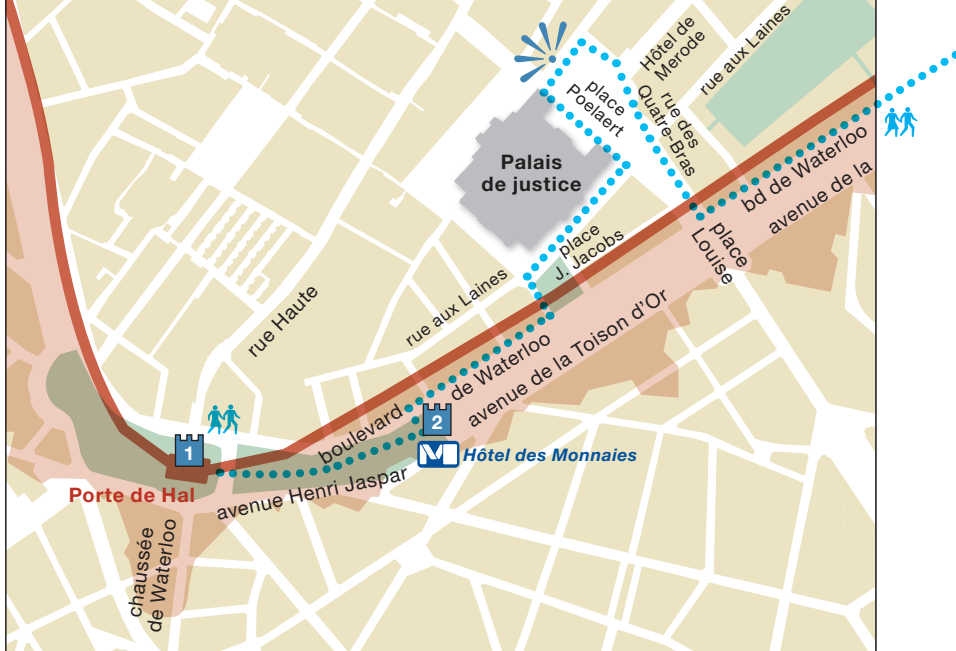 Hôtel de
Merode
rue aux Laines
place
Poelaert
rue des
Quatre-Bras
Palais
de justice
bd de Waterloo
avenue de la
place
Louise
place
J. Jacobs
rue aux Laines
rue Haute
boulevard
de Waterloo
avenue de la Toison d'Or
1
2
M
Hôtel des Monnaies
Porte de Hal
avenue Henri Jaspar
chaussée
de Waterloo